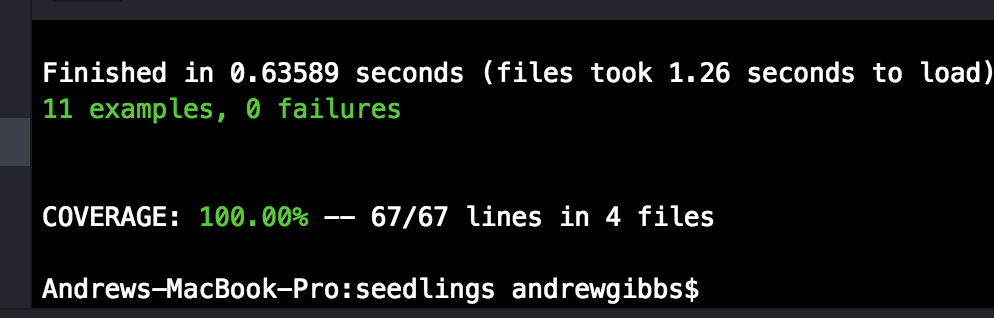 Finished in 0.63589 seconds (files took 1.26 seconds to load)
11 examples, 0 failures
COVERAGE: 100.00% -- 67/67 lines in 4 files
Andrews-MacBook-Pro:seedlings andrewgibbs$